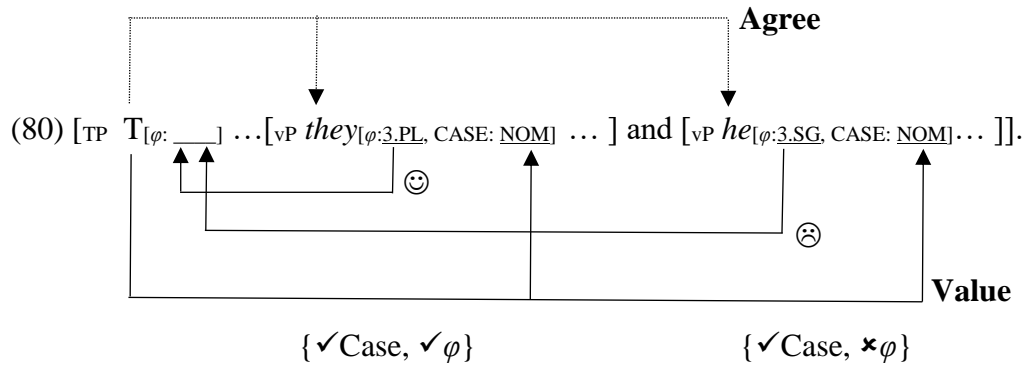 Agree
(80) [TP T[φ: ___] …[vP they[φ:3.PL, CASE: NOM] … ] and [vP he[φ:3.SG, CASE: NOM]… ]].
☺
☹
Value
{✓Case, ✓φ} {✓Case, ✗φ}